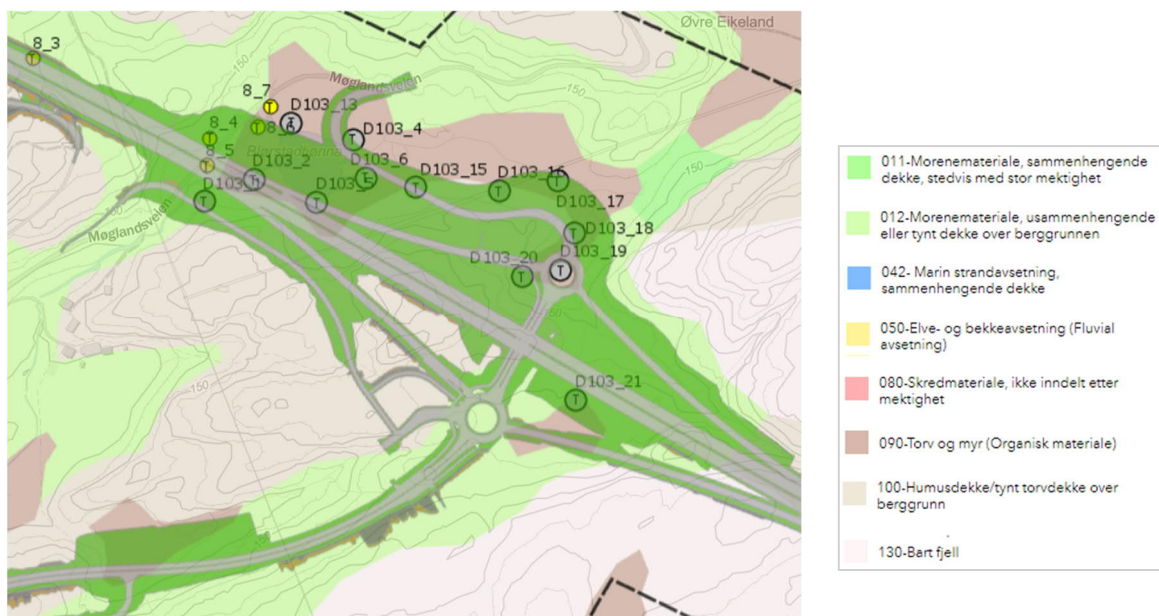 Øvre Eikeland
150
8_3
Møglandsveien
8_7
D103_13
8_4
8_6
D103_4
8_5
D103_2
D103_6
D103_15
D103_16
D103_17
Møglandsveien
D103_18
D103_19
D103_20
150
150
D103_21
150
011-Morenemateriale, sammenhengende
dekke, stedvis med stor mektighet
012-Morenemateriale, usammenhengende
eller tynt dekke over berggrunnen
042- Marin strandavsetning,
sammenhengende dekke
050-Elve- og bekkeavsetning (Fluvial
avsetning)
080-Skredmateriale, ikke inndelt etter
mektighet
090-Torv og myr (Organisk materiale)
100-Humusdekke/tynt torvdekke over
berggrunn
130-Bart fjell